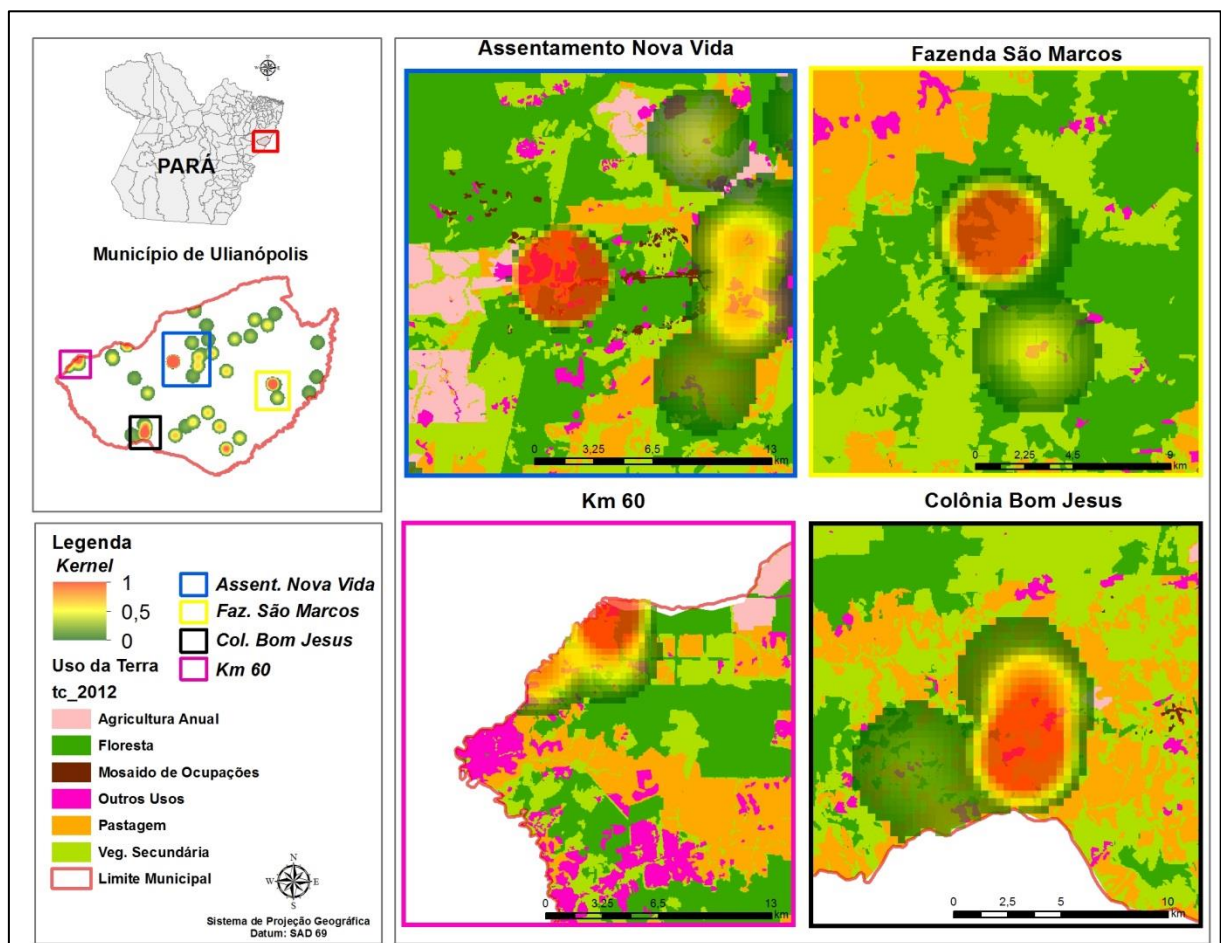 PARÁ
Município de Ulianópolis
Legenda
Kernel
1
0,5
0
Assent. Nova Vida
Faz. São Marcos
Col. Bom Jesus
Km 60
Uso da Terra
tc_2012
Agricultura Anual
Floresta
Mosaido de Ocupações
Outros Usos
Pastagem
Veg. Secundária
Limite Municipal
N
W E
S
Sistema de Projeção Geográfica
Datum: SAD 69
Assentamento Nova Vida
0 3,25 6,5 13
km
Fazenda São Marcos
0 2,25 4,5 9
km
Km 60
0 3,25 6,5 13
km
Colônia Bom Jesus
0 2,5 5 10
km